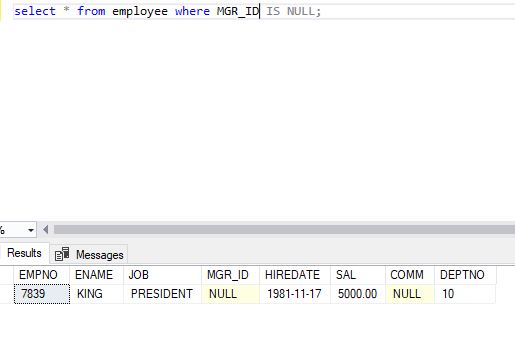 select * from employee where MGR_ID IS NULL;
%
Results Messages
EMPNO ENAME JOB MGR_ID HIREDATE SAL COMM DEPTNO
7839 KING PRESIDENT NULL 1981-11-17 5000.00 NULL 10